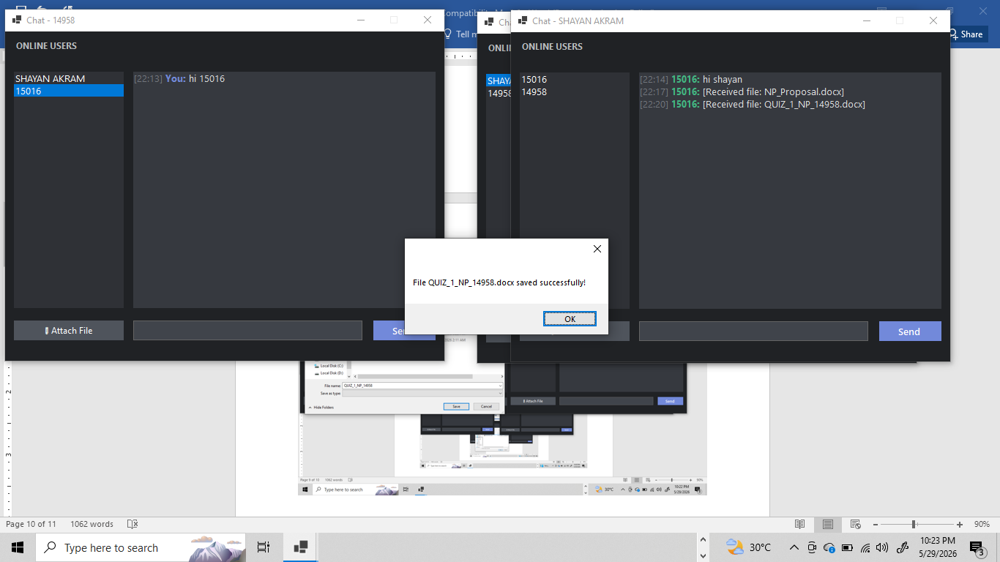 Chat - 14958
ONLINE USERS
SHAYAN AKRAM
15016
[22:13] You: hi 15016
Attach File
Tell
Chat - SHAYAN AKRAM
ONLINE USERS
15016
14958
[22:14] 15016: hi shayan
[22:17] 15016: [Received file: NP_Proposal.docx]
[22:20] 15016: [Received file: QUIZ_1_NP_14958.docx]
Send
Share
14958
File QUIZ_1_NP_14958.docx saved successfully!
OK
Local Disk (C:)
Local Disk (D:)
File name: QUIZ_1_NP_14958
Save as type:
Hide Folders
Save
Cancel
Attach File
Send
Page 9 of 10 1062 words
90%
Type here to search
30°C
10:22 PM
5/29/2026
Page 10 of 11 1062 words
90%
Type here to search
30°C
10:23 PM
5/29/2026
3